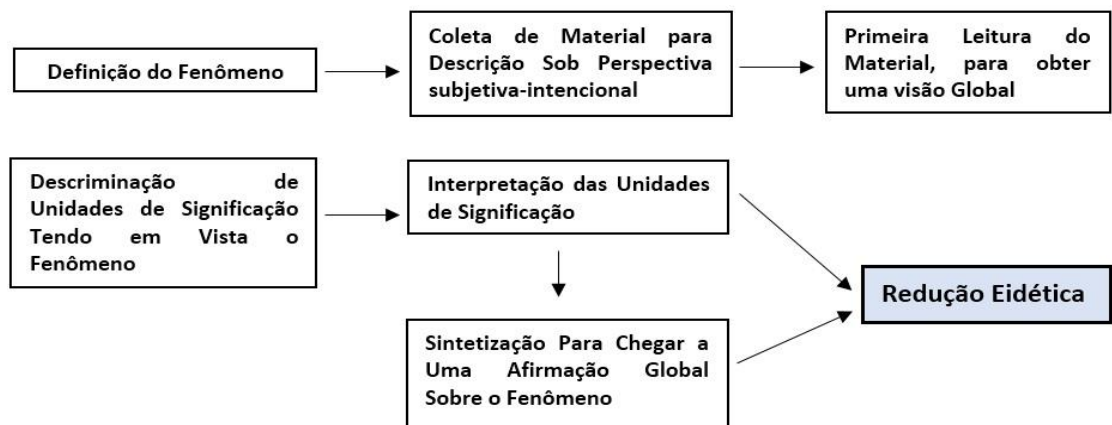 Definição do Fenômeno
Coleta de Material para
Descrição Sob Perspectiva
subjetiva-intencional
Primeira Leitura do
Material, para obter
uma visão Global
Descriminação de
Unidades de Significação
Tendo em Vista o
Fenômeno
Interpretação das Unidades
de Significação
Redução Eidética
Sintetização Para Chegar a
Uma Afirmação Global
Sobre o Fenômeno